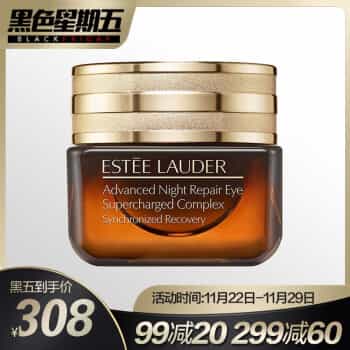 黑色星期五
BLACKFRIDAY
ESTĒE LAUDER
Advanced Night Repair Eye
Supercharged Complex
Synchronized Recovery
黑五到手价
活动时间:11月22日-11月29日
¥308
99减20 299减60